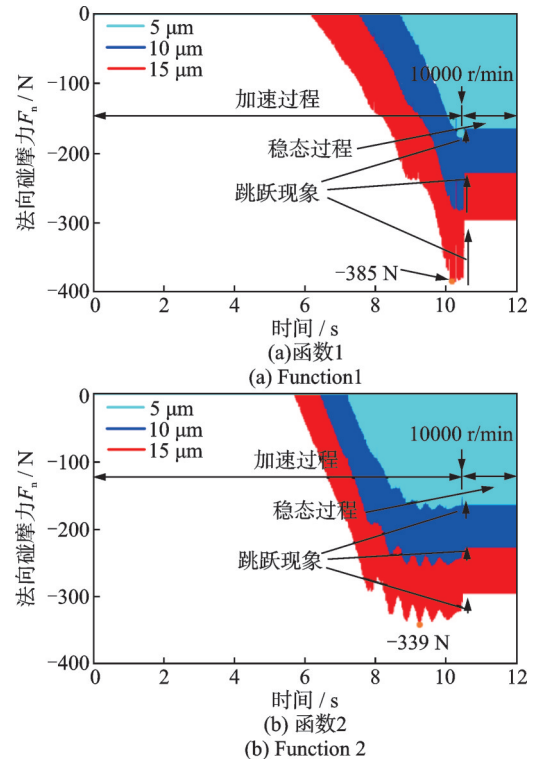 0
−100
−200
−300
−400
法向碰摩力Fn / N
5 μm
10 μm
15 μm
10000 r/min
加速过程
稳态过程
跳跃现象
−385 N
0 2 4 6 8 10 12
时间 / s
(a)函数1
(a) Function1
0
−100
−200
−300
−400
法向碰摩力Fn / N
5 μm
10 μm
15 μm
10000 r/min
加速过程
稳态过程
跳跃现象
−339 N
0 2 4 6 8 10 12
时间 / s
(b) 函数2
(b) Function 2